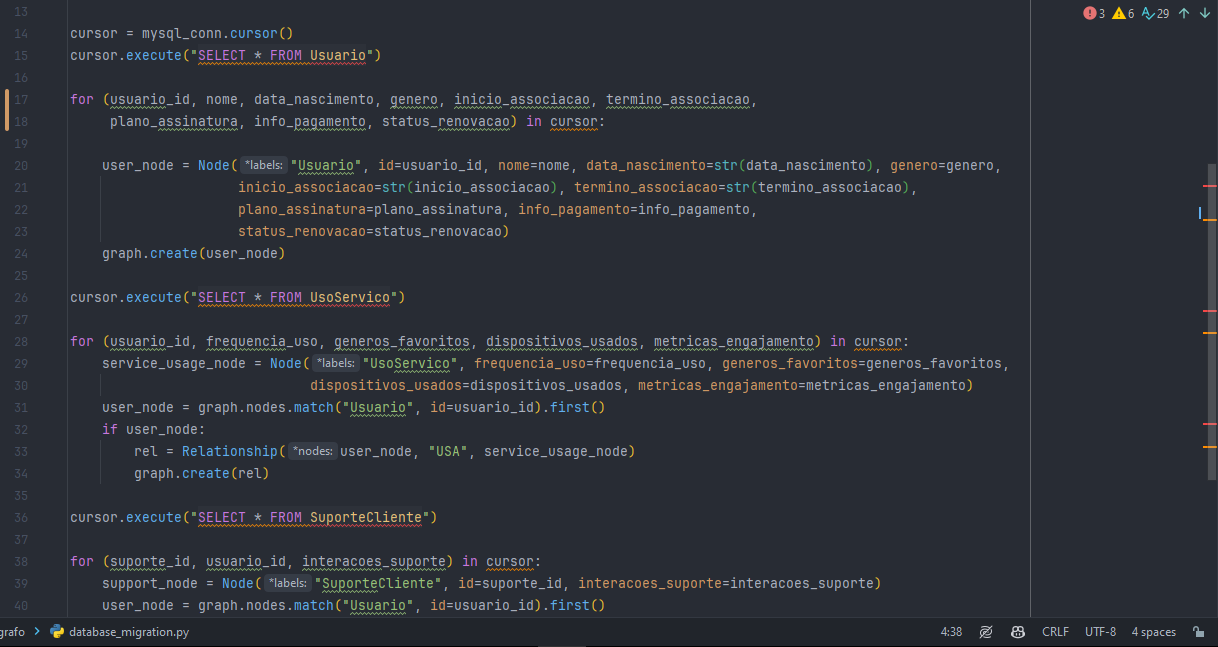 3 6 29
13
14 cursor = mysql_conn.cursor()
15 cursor.execute("SELECT * FROM Usuario")
16
17 for (usuario_id, nome, data_nascimento, genero, inicio_associacao, termino_associacao,
18 plano_assinatura, info_pagamento, status_renovacao) in cursor:
19
20 user_node = Node(*labels: "Usuario", id=usuario_id, nome=nome, data_nascimento=str(data_nascimento), genero=genero,
21 inicio_associacao=str(inicio_associacao), termino_associacao=str(termino_associacao),
22 plano_assinatura=plano_assinatura, info_pagamento=info_pagamento,
23 status_renovacao=status_renovacao)
24 graph.create(user_node)
25
26 cursor.execute("SELECT * FROM UsoServico")
27
28 for (usuario_id, frequencia_uso, generos_favoritos, dispositivos_usados, metricas_engajamento) in cursor:
29 service_usage_node = Node(*labels: "UsoServico", frequencia_uso=frequencia_uso, generos_favoritos=generos_favoritos,
30 dispositivos_usados=dispositivos_usados, metricas_engajamento=metricas_engajamento)
31 user_node = graph.nodes.match("Usuario", id=usuario_id).first()
32 if user_node:
33 rel = Relationship(*nodes: user_node, "USA", service_usage_node)
34 graph.create(rel)
35
36 cursor.execute("SELECT * FROM SuporteCliente")
37
38 for (suporte_id, usuario_id, interacoes_suporte) in cursor:
39 support_node = Node(*labels: "SuporteCliente", id=suporte_id, interacoes_suporte=interacoes_suporte)
40 user_node = graph.nodes.match("Usuario", id=usuario_id).first()
grafo > database_migration.py 4:38 CRLF UTF-8 4 spaces